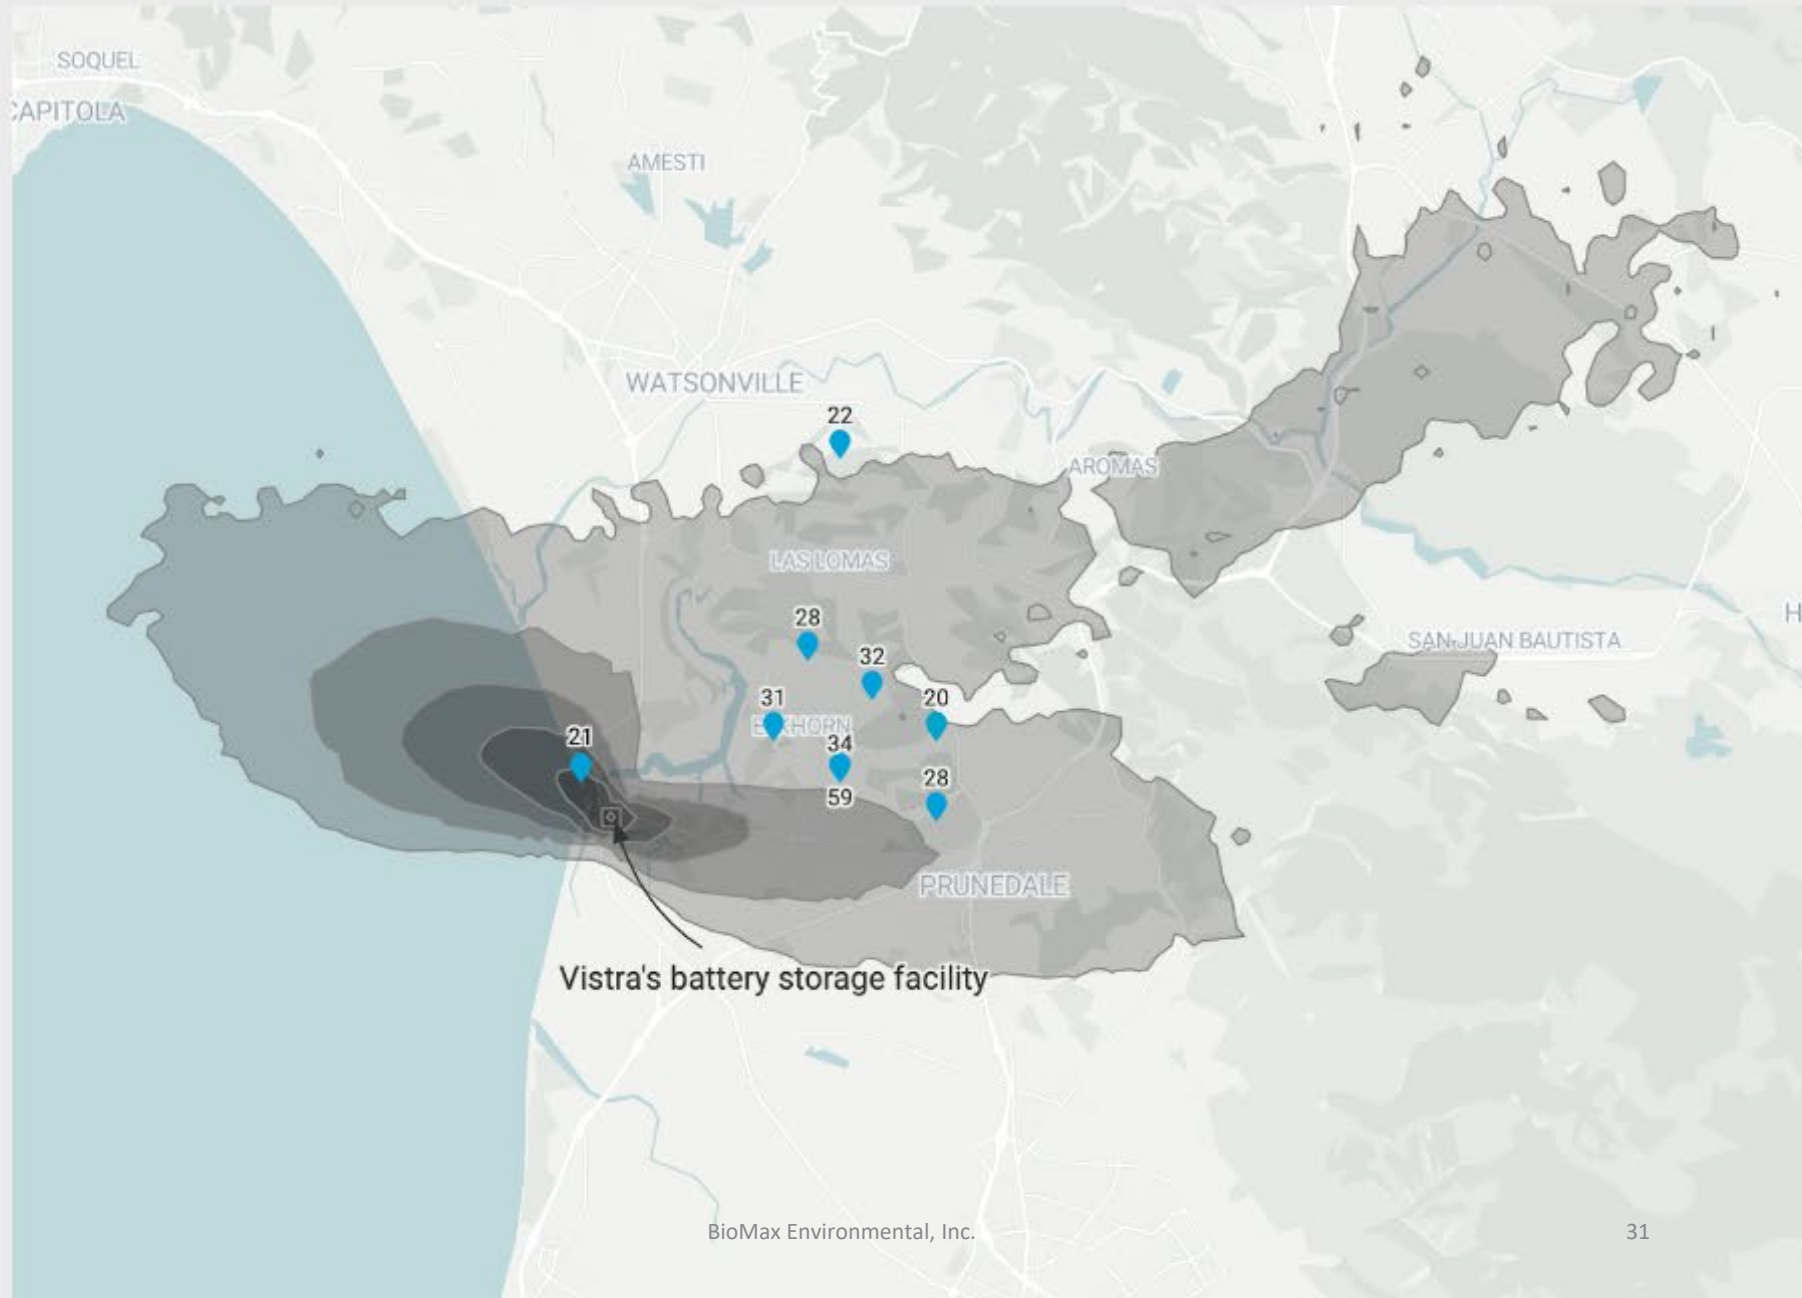 SOQUEL
CAPITOLA
AMESTI
WATSONVILLE
22
AROMAS
LAS LOMAS
28
SAN JUAN BAUTISTA
H
32
31
20
ELKHORN
21
34
28
59
PRUNEDALE
Vistra's battery storage facility
BioMax Environmental, Inc.
31